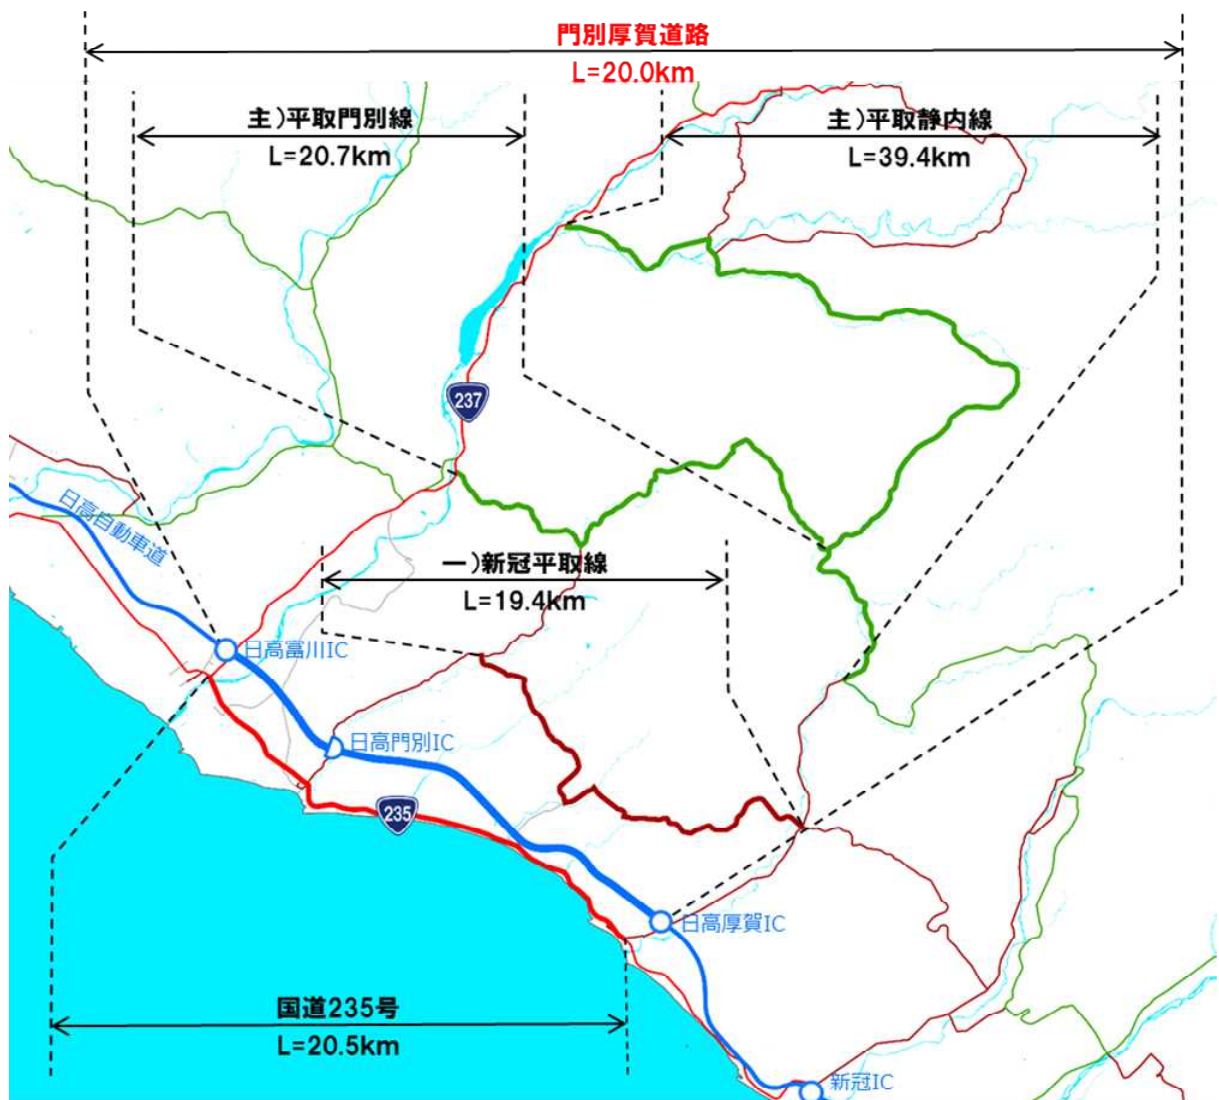 門別厚賀道路
L=20.0km
主)平取門別線
L=20.7km
主)平取静内線
L=39.4km
237
日高自動車道
一)新冠平取線
L=19.4km
日高富川IC
日高門別IC
235
日高厚賀IC
国道235号
L=20.5km
新冠IC